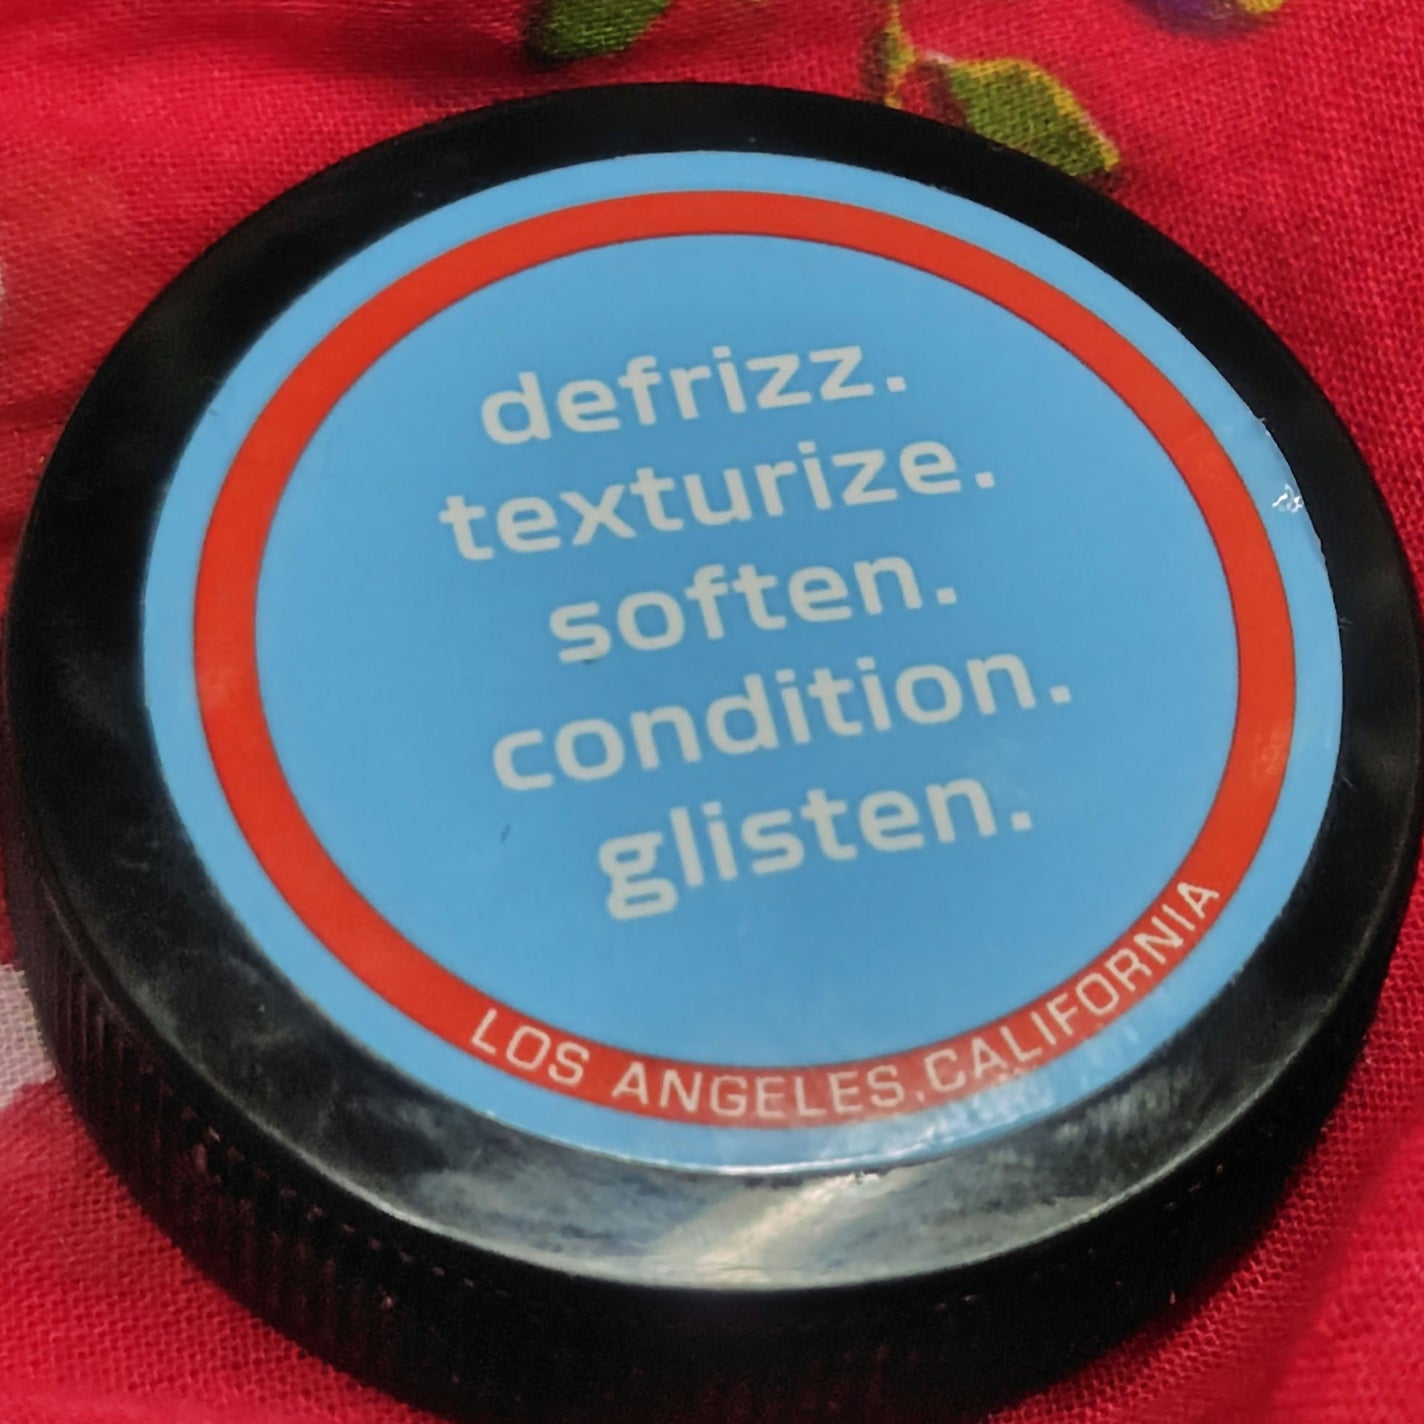 defrizz.
texturize.
soften.
condition.
glisten.
LOS ANGELES, CALIFORNIA